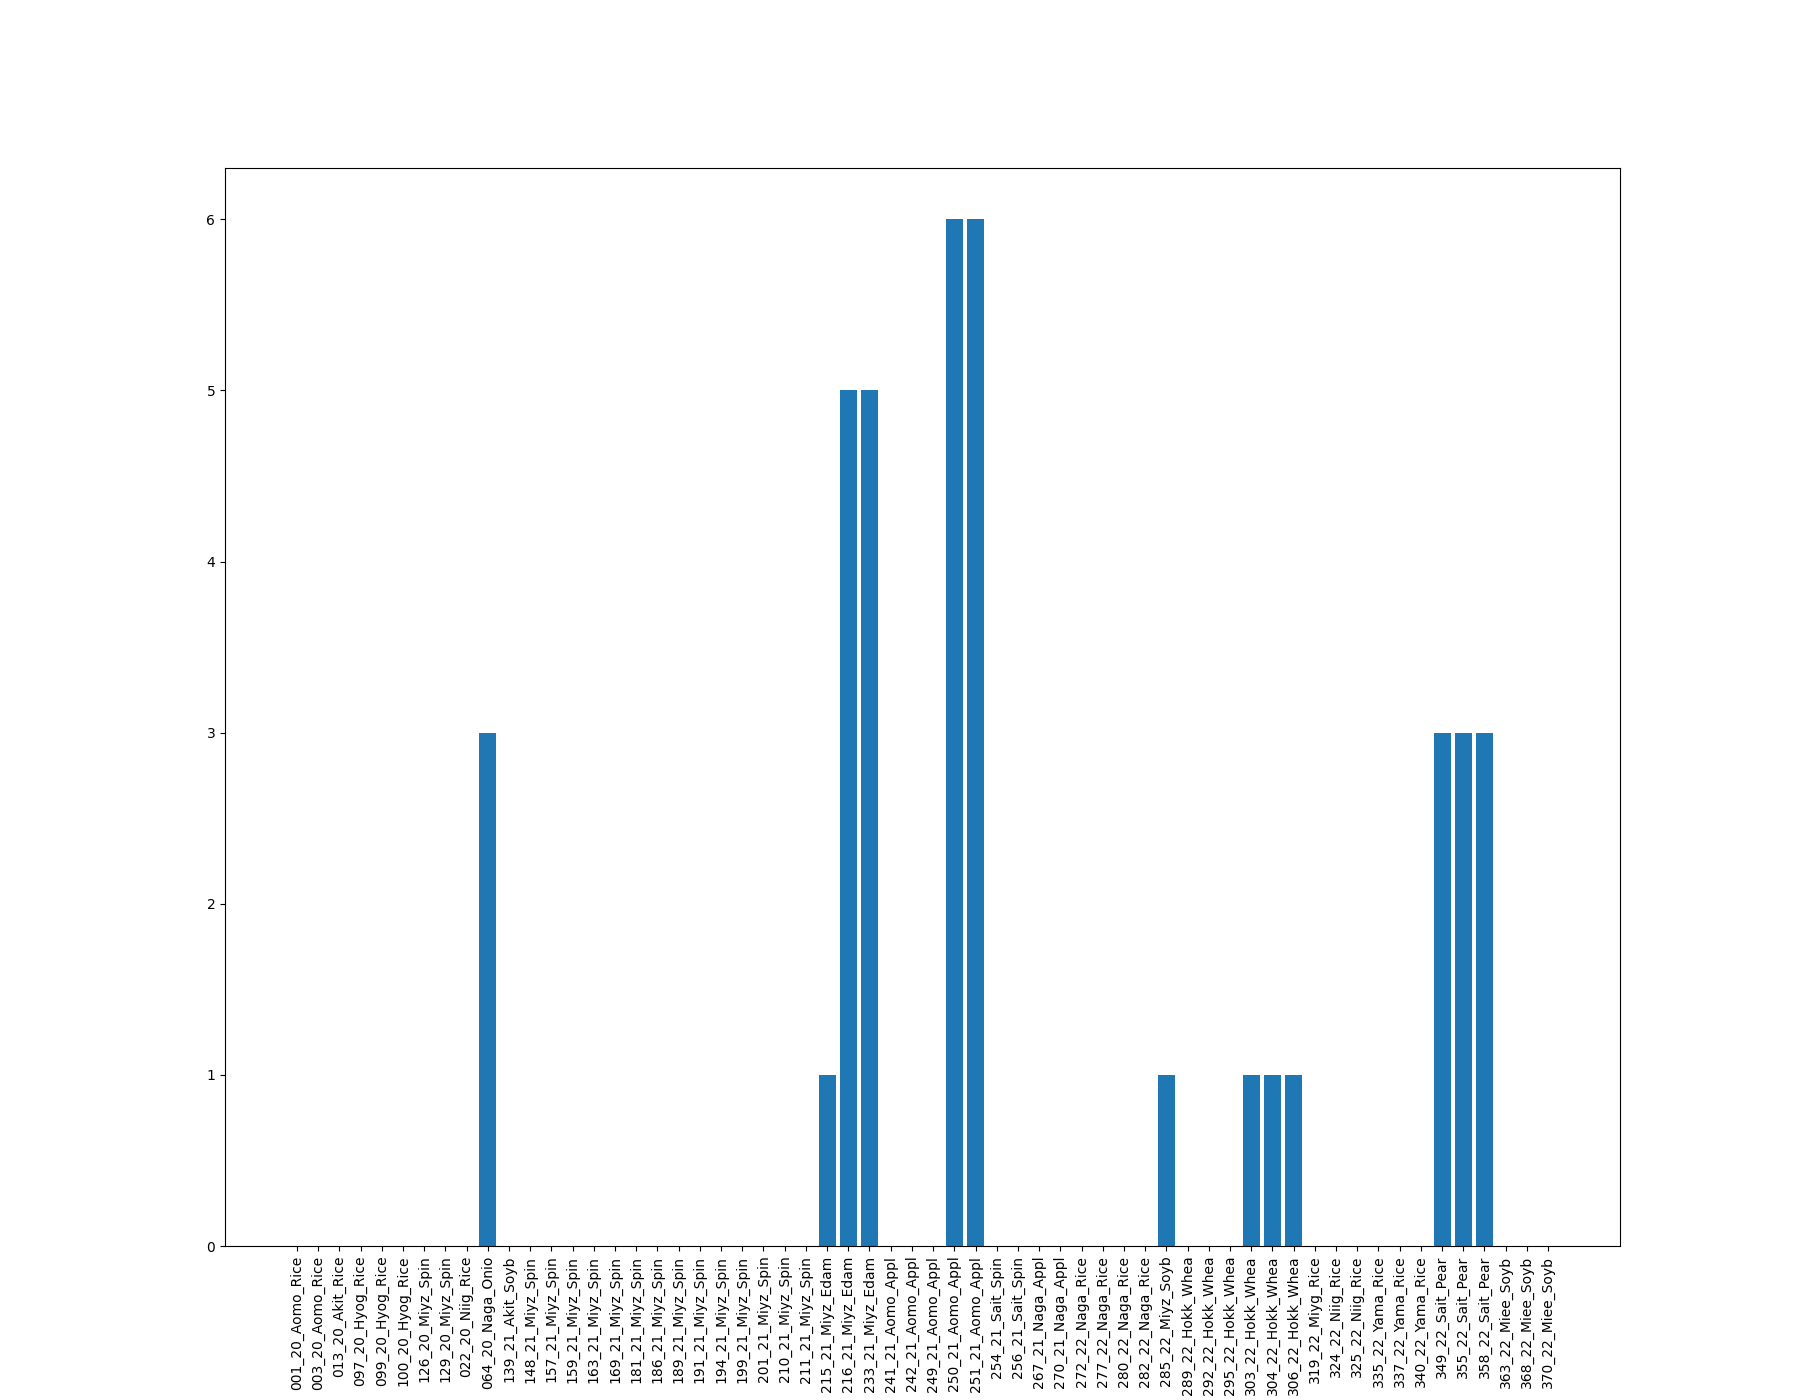 6
5
4
3
2
1
0
001_20_Aomo_Rice
003_20_Aomo_Rice
013_20_Akit_Rice
097_20_Hyog_Rice
099_20_Hyog_Rice
100_20_Hyog_Rice
126_20_Miyz_Spin
129_20_Miyz_Spin
022_20_Niig_Rice
064_20_Naga_Onio
139_21_Akit_Soyb
148_21_Miyz_Spin
157_21_Miyz_Spin
159_21_Miyz_Spin
163_21_Miyz_Spin
169_21_Miyz_Spin
181_21_Miyz_Spin
186_21_Miyz_Spin
189_21_Miyz_Spin
191_21_Miyz_Spin
194_21_Miyz_Spin
199_21_Miyz_Spin
201_21_Miyz_Spin
210_21_Miyz_Spin
211_21_Miyz_Spin
215_21_Miyz_Edam
216_21_Miyz_Edam
233_21_Miyz_Edam
241_21_Aomo_Appl
242_21_Aomo_Appl
249_21_Aomo_Appl
250_21_Aomo_Appl
251_21_Aomo_Appl
254_21_Sait_Spin
256_21_Sait_Spin
267_21_Naga_Appl
270_21_Naga_Appl
272_22_Naga_Rice
277_22_Naga_Rice
280_22_Naga_Rice
282_22_Naga_Rice
285_22_Miyz_Soyb
289_22_Hokk_Whea
292_22_Hokk_Whea
295_22_Hokk_Whea
303_22_Hokk_Whea
304_22_Hokk_Whea
306_22_Hokk_Whea
319_22_Miyg_Rice
324_22_Niig_Rice
325_22_Niig_Rice
335_22_Yama_Rice
337_22_Yama_Rice
340_22_Yama_Rice
349_22_Sait_Pear
355_22_Sait_Pear
358_22_Sait_Pear
363_22_Miee_Soyb
368_22_Miee_Soyb
370_22_Miee_Soyb